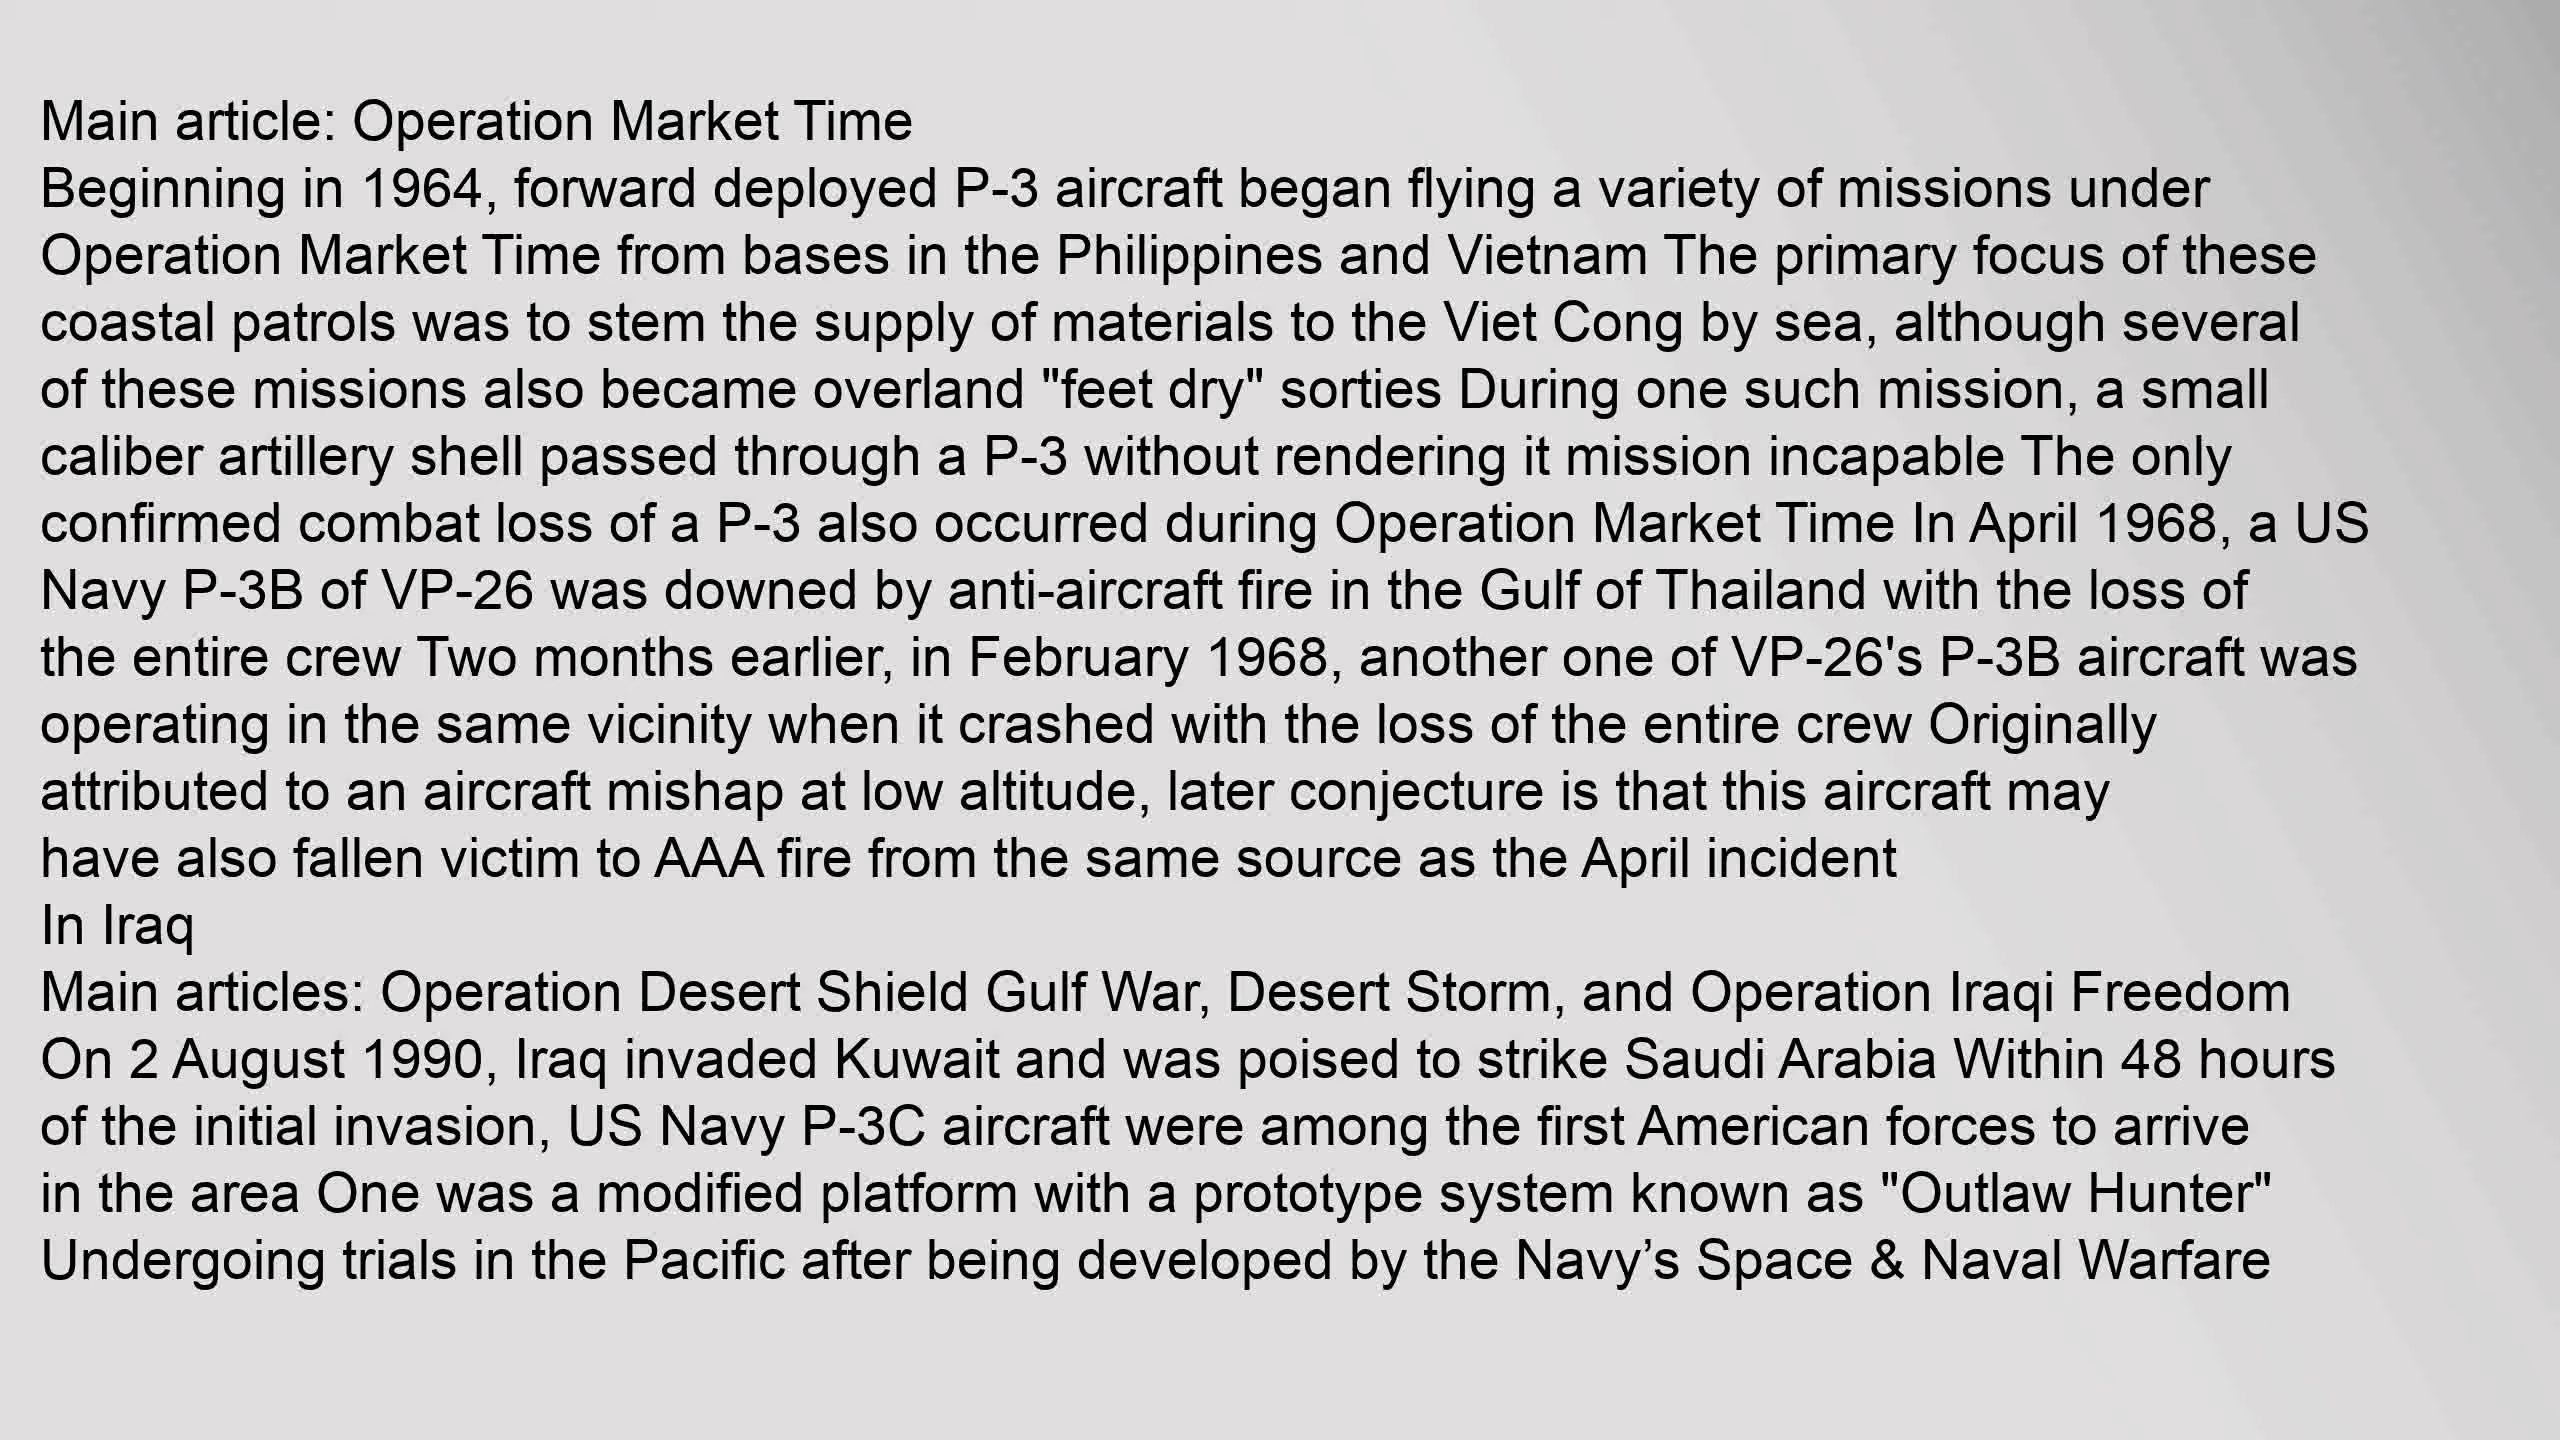 Main article: Operation Market Time
Beginning in 1964, forward deployed P-3 aircraft began flying a variety of missions under
Operation Market Time from bases in the Philippines and Vietnam The primary focus of these
coastal patrols was to stem the supply of materials to the Viet Cong by sea, although several
of these missions also became overland "feet dry" sorties During one such mission, a small
caliber artillery shell passed through a P-3 without rendering it mission incapable The only
confirmed combat loss of a P-3 also occurred during Operation Market Time In April 1968, a US
Navy P-3B of VP-26 was downed by anti-aircraft fire in the Gulf of Thailand with the loss of
the entire crew Two months earlier, in February 1968, another one of VP-26's P-3B aircraft was
operating in the same vicinity when it crashed with the loss of the entire crew Originally
attributed to an aircraft mishap at low altitude, later conjecture is that this aircraft may
have also fallen victim to AAA fire from the same source as the April incident
In Iraq
Main articles: Operation Desert Shield Gulf War, Desert Storm, and Operation Iraqi Freedom
On 2 August 1990, Iraq invaded Kuwait and was poised to strike Saudi Arabia Within 48 hours
of the initial invasion, US Navy P-3C aircraft were among the first American forces to arrive
in the area One was a modified platform with a prototype system known as "Outlaw Hunter"
Undergoing trials in the Pacific after being developed by the Navy’s Space & Naval Warfare